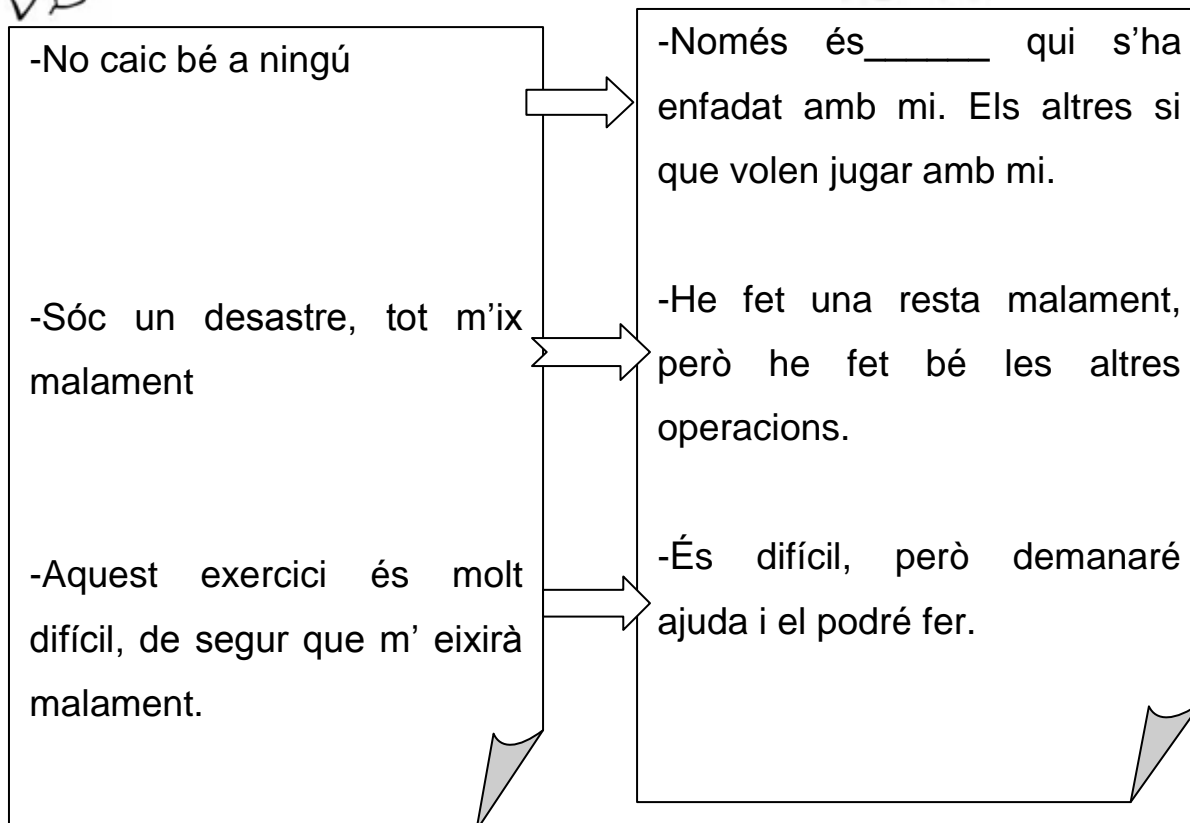 -No caic bé a ningú
-Sóc un desastre, tot m’ix
malament
-Aquest exercici és molt
difícil, de segur que m’ eixirà
malament.
-Només és______ qui s’ha
enfadat amb mi. Els altres si
que volen jugar amb mi.
-He fet una resta malament,
però he fet bé les altres
operacions.
-És difícil, però demanaré
ajuda i el podré fer.